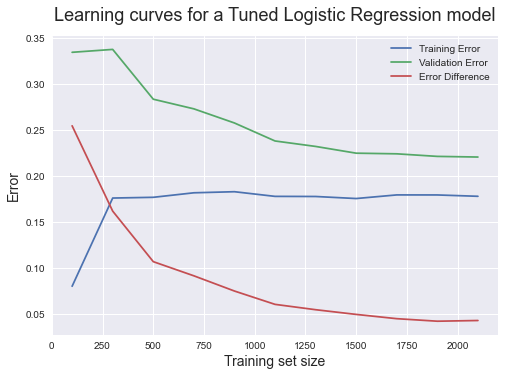 Learning curves for a Tuned Logistic Regression model
Training Error
Validation Error
Error Difference
Error
0.35
0.30
0.25
0.20
0.15
0.10
0.05
0
250
500
750
1000
1250
1500
1750
2000
Training set size